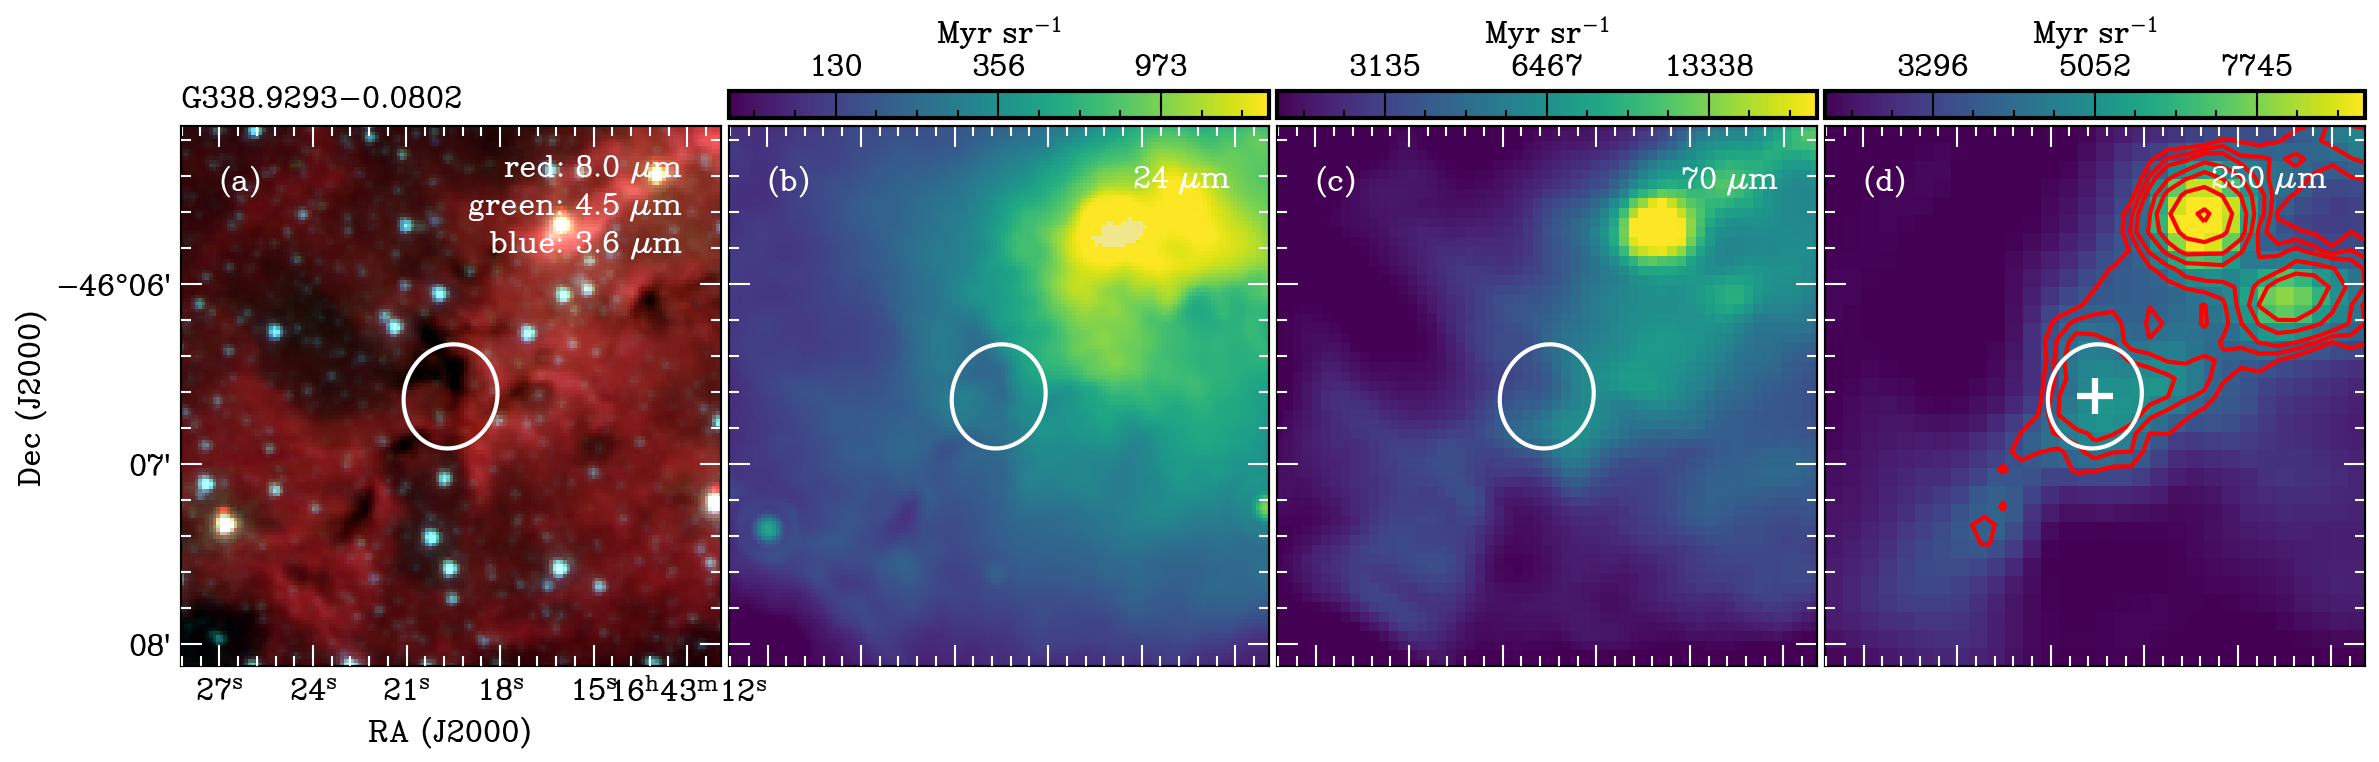 Myr sr⁻¹
130 356 973
Myr sr⁻¹
3135 6467 13338
Myr sr⁻¹
3296 5052 7745
G338.9293−0.0802
(a)
red: 8.0 μm
green: 4.5 μm
blue: 3.6 μm
(b)
24 μm
(c)
70 μm
(d)
250 μm
Dec (J2000)
−46°06'
07'
08'
27ˢ 24ˢ 21ˢ 18ˢ 15ˢ 16ʰ43ᵐ12ˢ
RA (J2000)